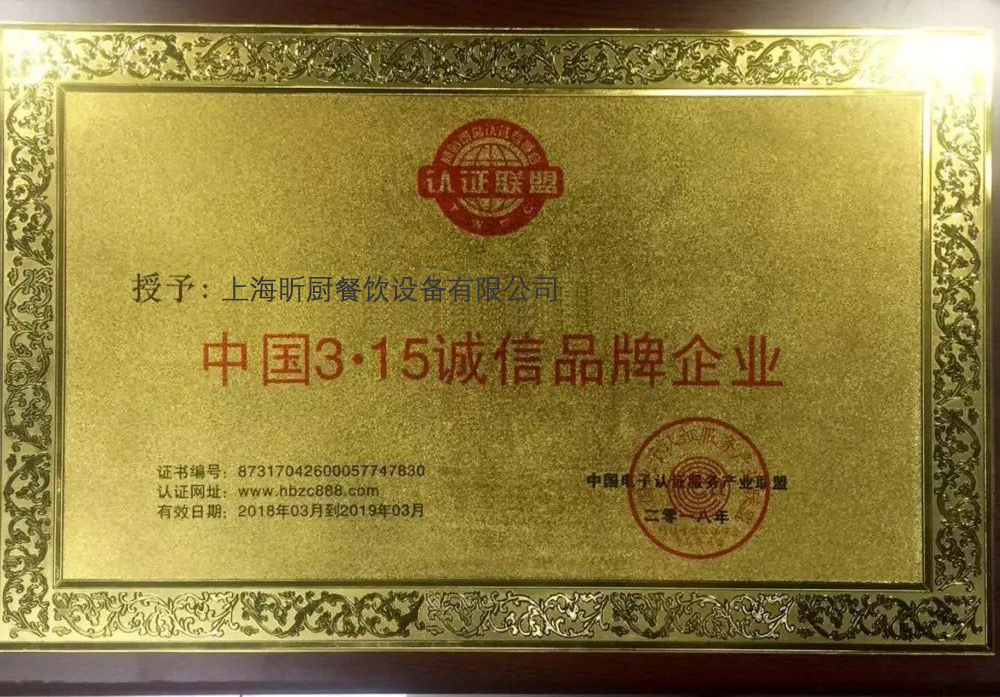 认证联盟
授予：上海昕厨餐饮设备有限公司
中国3·15诚信品牌企业
证书编号：87317042600057747830
认证网址：www.hbzc888.com
有效日期：2018年03月到2019年03月
中国电子认证服务产业联盟
二零一八年